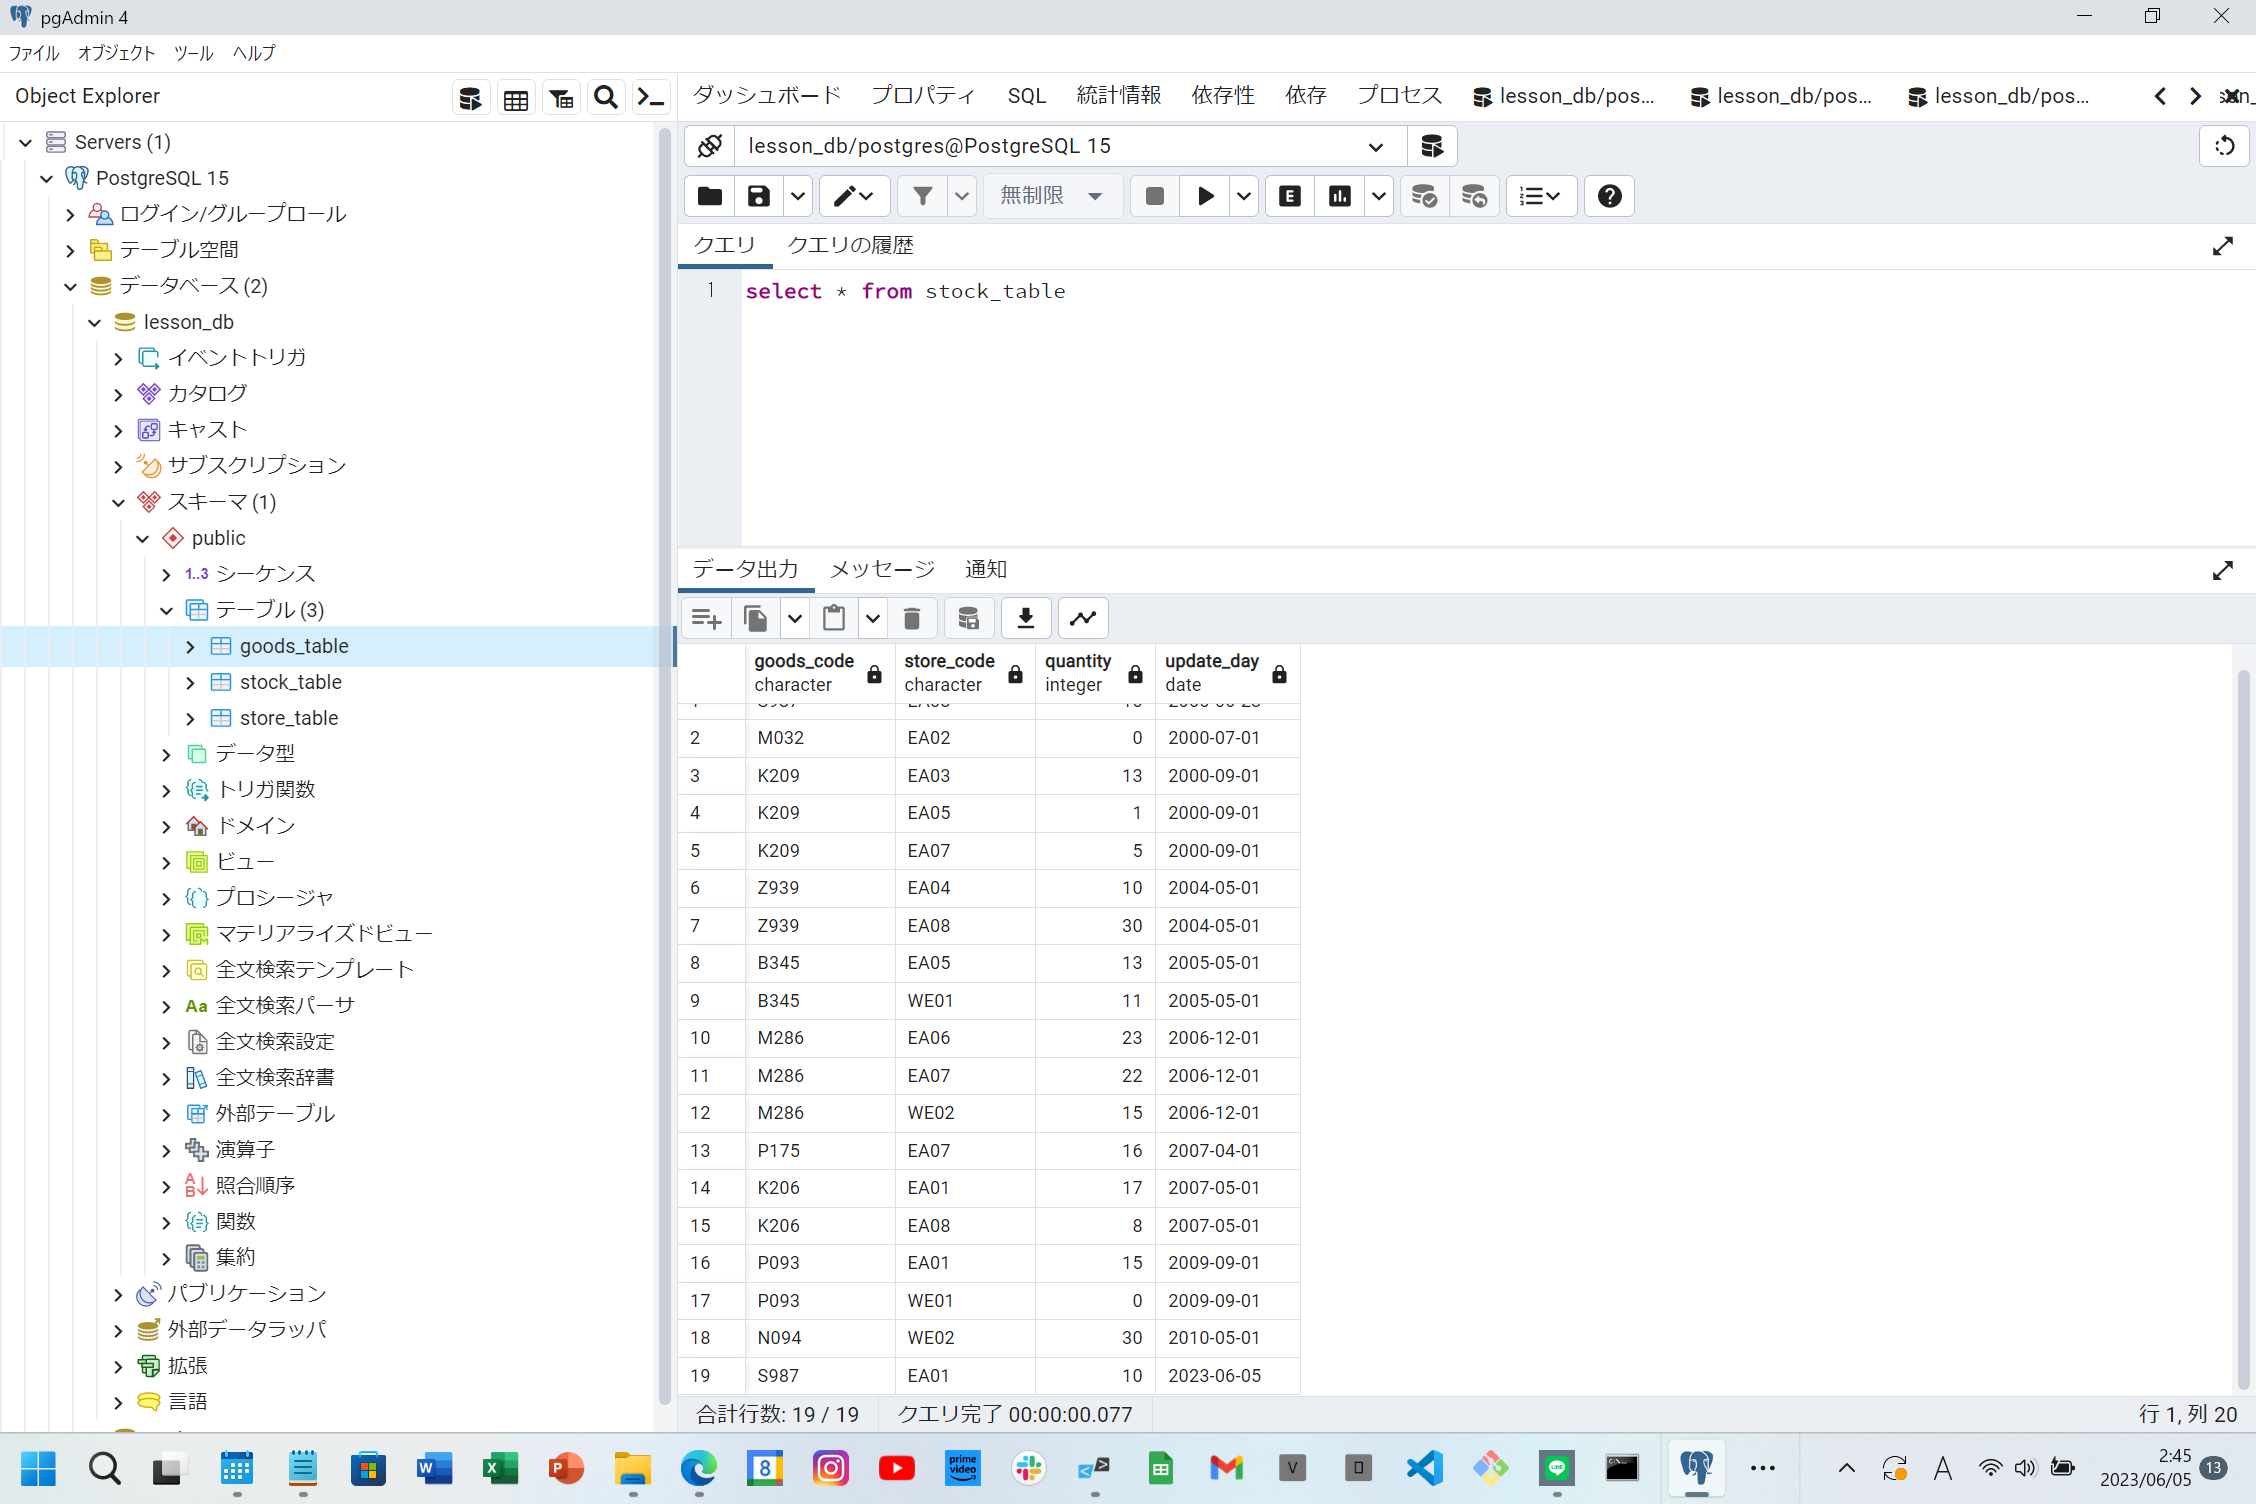 pgAdmin 4
ファイル オブジェクト ツール ヘルプ
Object Explorer
Servers (1)
PostgreSQL 15
ログイン/グループロール
テーブル空間
データベース (2)
lesson_db
イベントトリガ
カタログ
キャスト
サブスクリプション
スキーマ (1)
public
1..3 シーケンス
テーブル (3)
goods_table
stock_table
store_table
データ型
トリガ関数
ドメイン
ビュー
プロシージャ
マテリアライズドビュー
全文検索テンプレート
Aa 全文検索パーサ
全文検索設定
全文検索辞書
外部テーブル
演算子
照合順序
関数
集約
パブリケーション
外部データラッパ
拡張
言語
ダッシュボード プロパティ SQL 統計情報 依存性 依存 プロセス lesson_db/pos... lesson_db/pos... lesson_db/pos...
lesson_db/postgres@PostgreSQL 15
無制限
クエリ クエリの履歴
1 select * from stock_table
データ出力 メッセージ 通知
goods_code store_code quantity update_day
character character integer date
2 M032 EA02 0 2000-07-01
3 K209 EA03 13 2000-09-01
4 K209 EA05 1 2000-09-01
5 K209 EA07 5 2000-09-01
6 Z939 EA04 10 2004-05-01
7 Z939 EA08 30 2004-05-01
8 B345 EA05 13 2005-05-01
9 B345 WE01 11 2005-05-01
10 M286 EA06 23 2006-12-01
11 M286 EA07 22 2006-12-01
12 M286 WE02 15 2006-12-01
13 P175 EA07 16 2007-04-01
14 K206 EA01 17 2007-05-01
15 K206 EA08 8 2007-05-01
16 P093 EA01 15 2009-09-01
17 P093 WE01 0 2009-09-01
18 N094 WE02 30 2010-05-01
19 S987 EA01 10 2023-06-05
合計行数: 19 / 19 クエリ完了 00:00:00.077 行 1, 列 20
A 2:45
2023/06/05 13